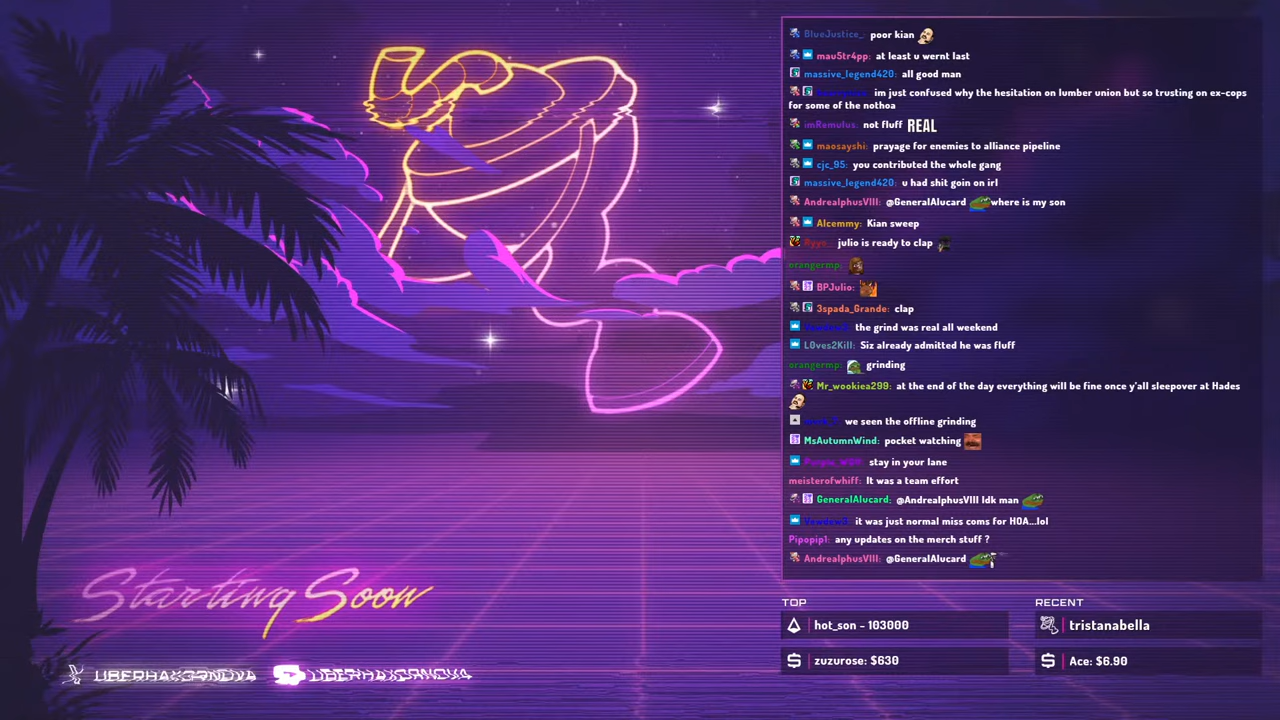 BlueJustice_: poor kian
mau5tr4pp: at least u wernt last
massive_legend420: all good man
im just confused why the hesitation on lumber union but so trusting on ex-cops
for some of the nothoa
imRemulus: not fluff REAL
maosayshi: prayage for enemies to alliance pipeline
cjc_95: you contributed the whole gang
massive_legend420: u had shit goin on irl
AndrealphusVIII: @GeneralAlucard where is my son
Alcemmy: Kian sweep
julio is ready to clap
orangermp:
BPJulio:
3spada_Grande: clap
the grind was real all weekend
L0ves2Kill: Siz already admitted he was fluff
orangermp: grinding
Mr_wookiea299: at the end of the day everything will be fine once y'all sleepover at Hades
we seen the offline grinding
MsAutumnWind: pocket watching
stay in your lane
meisterofwhiff: It was a team effort
GeneralAlucard: @AndrealphusVIII Idk man
it was just normal miss coms for HOA...lol
Pipopip1: any updates on the merch stuff ?
AndrealphusVIII: @GeneralAlucard
Starting Soon
UBERHAXORNOVA UBERHAXORNOVA
TOP
hot_son - 103000
zuzurose: $630
RECENT
tristanabella
Ace: $6.90